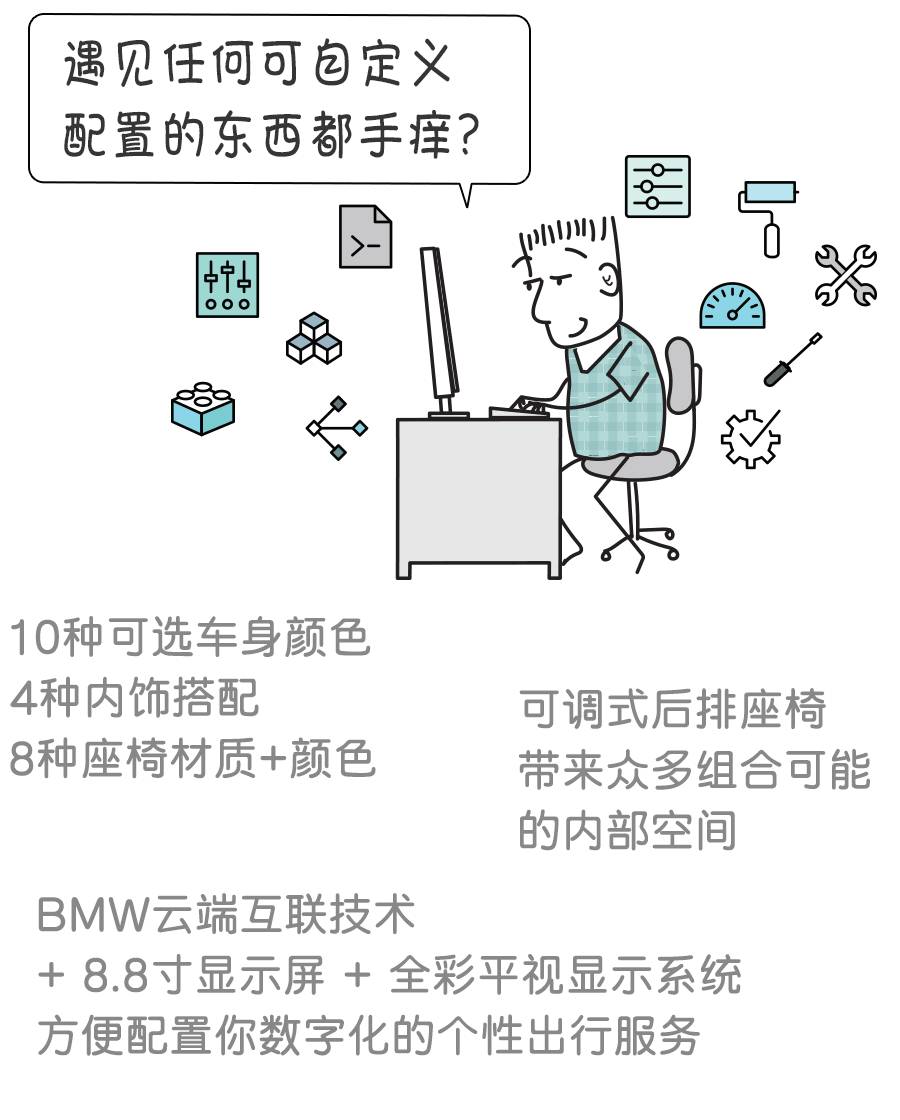 遇见任何可自定义
配置的东西都手痒?
10种可选车身颜色
4种内饰搭配
8种座椅材质+颜色
可调式后排座椅
带来众多组合可能
的内部空间
BMW云端互联技术
+ 8.8寸显示屏 + 全彩平视显示系统
方便配置你数字化的个性出行服务